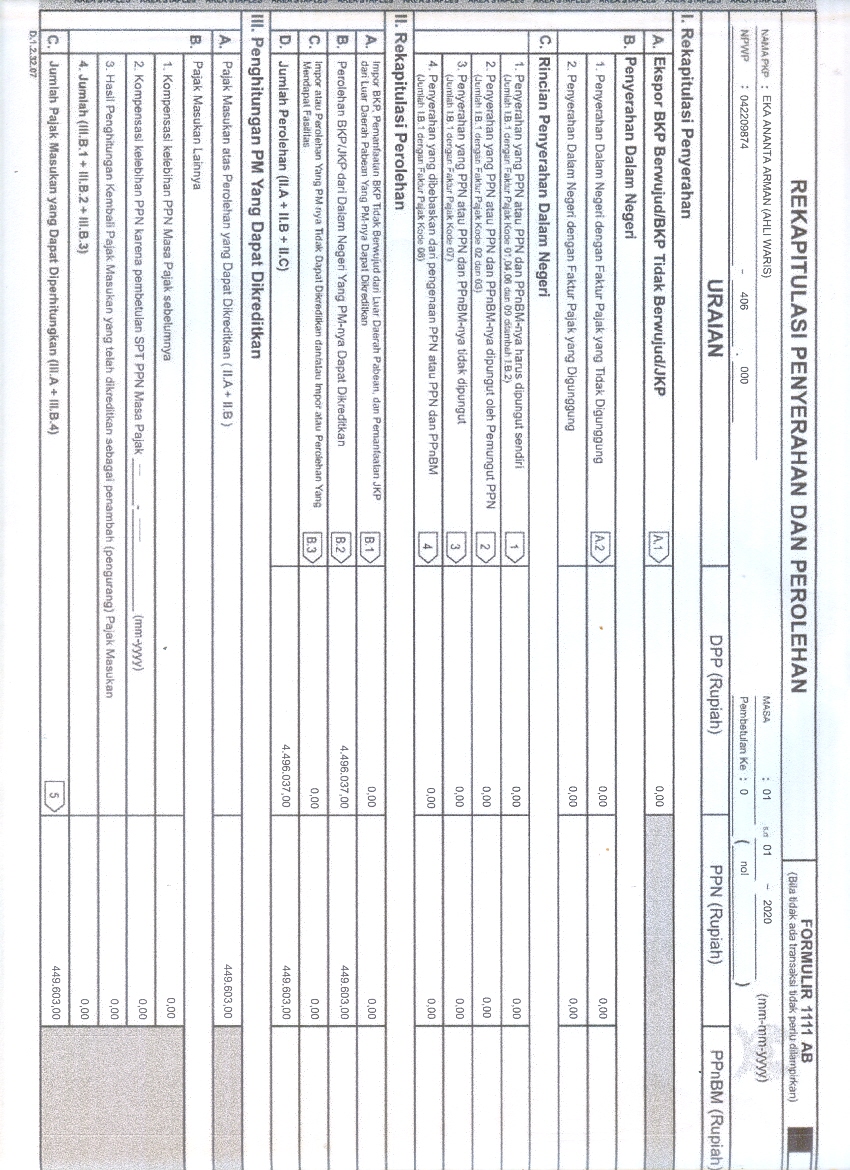 REKAPITULASI PENYERAHAN DAN PEROLEHAN
FORMULIR 1111 AB
(Bila tidak ada transaksi tidak perlu dilampirkan)
NAMA PKP : EKA ANANTA ARMAN (AHLI WARIS)
MASA : 01 s.d 01 – 2020 (mm-mm-yyyy)
NPWP : 042209874 – 406 . 000
Pembetulan Ke : 0 ( nol )
URAIAN DPP (Rupiah) PPN (Rupiah) PPnBM (Rupiah
I. Rekapitulasi Penyerahan
A. Ekspor BKP Berwujud/BKP Tidak Berwujud/JKP A.1 0,00
B. Penyerahan Dalam Negeri
1. Penyerahan Dalam Negeri dengan Faktur Pajak yang Tidak Digunggung A.2 0,00 0,00
2. Penyerahan Dalam Negeri dengan Faktur Pajak yang Digunggung 0,00 0,00
C. Rincian Penyerahan Dalam Negeri
1. Penyerahan yang PPN atau PPN dan PPnBM-nya harus dipungut sendiri 1 0,00 0,00
(Jumlah I.B.1 dengan Faktur Pajak Kode 01,04,06 dan 09 ditambah I.B.2)
2. Penyerahan yang PPN atau PPN dan PPnBM-nya dipungut oleh Pemungut PPN 2 0,00 0,00
(Jumlah I.B.1 dengan Faktur Pajak Kode 02 dan 03)
3. Penyerahan yang PPN atau PPN dan PPnBM-nya tidak dipungut 3 0,00 0,00
(Jumlah I.B.1 dengan Faktur Pajak Kode 07)
4. Penyerahan yang dibebaskan dari pengenaan PPN atau PPN dan PPnBM 4 0,00 0,00
(Jumlah I.B.1 dengan Faktur Pajak Kode 08)
II. Rekapitulasi Perolehan
A. Impor BKP, Pemanfaatan BKP Tidak Berwujud dari Luar Daerah Pabean, dan Pemanfaatan JKP
dari Luar Daerah Pabean Yang PM-nya Dapat Dikreditkan B.1 0,00 0,00
B. Perolehan BKP/JKP dari Dalam Negeri Yang PM-nya Dapat Dikreditkan B.2 4.496.037,00 449.603,00
C. Impor atau Perolehan Yang PM-nya Tidak Dapat Dikreditkan dan/atau Impor atau Perolehan Yang
Mendapat Fasilitas B.3 0,00 0,00
D. Jumlah Perolehan (II.A + II.B + II.C) 4.496.037,00 449.603,00
III. Penghitungan PM Yang Dapat Dikreditkan
A. Pajak Masukan atas Perolehan yang Dapat Dikreditkan ( II.A + II.B ) 449.603,00
B. Pajak Masukan Lainnya
1. Kompensasi kelebihan PPN Masa Pajak sebelumnya 0,00
2. Kompensasi kelebihan PPN karena pembetulan SPT PPN Masa Pajak - (mm-yyyy) 0,00
3. Hasil Penghitungan Kembali Pajak Masukan yang telah dikreditkan sebagai penambah (pengurang) Pajak Masukan 0,00
4. Jumlah (III.B.1 + III.B.2 + III.B.3) 0,00
C. Jumlah Pajak Masukan yang Dapat Diperhitungkan (III.A + III.B.4) 5 449.603,00
D.1.2.32.07